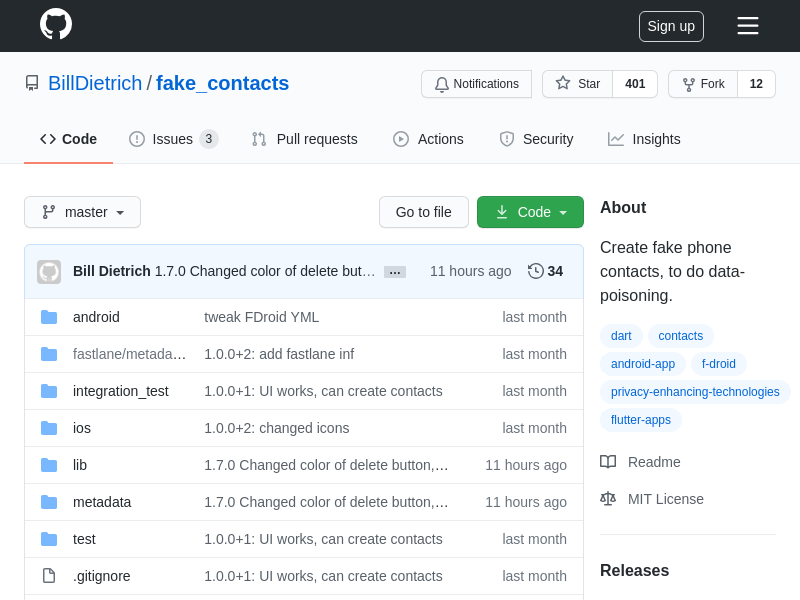 Sign up
BillDietrich / fake_contacts
Notifications
Star 401
Fork 12
Code
Issues 3
Pull requests
Actions
Security
Insights
master
Go to file
Code
Bill Dietrich 1.7.0 Changed color of delete but… … 11 hours ago 34
android tweak FDroid YML last month
fastlane/metada… 1.0.0+2: add fastlane inf last month
integration_test 1.0.0+1: UI works, can create contacts last month
ios 1.0.0+2: changed icons last month
lib 1.7.0 Changed color of delete button,… 11 hours ago
metadata 1.7.0 Changed color of delete button,… 11 hours ago
test 1.0.0+1: UI works, can create contacts last month
.gitignore 1.0.0+1: UI works, can create contacts last month
About
Create fake phone
contacts, to do data-
poisoning.
dart contacts
android-app f-droid
privacy-enhancing-technologies
flutter-apps
Readme
MIT License
Releases